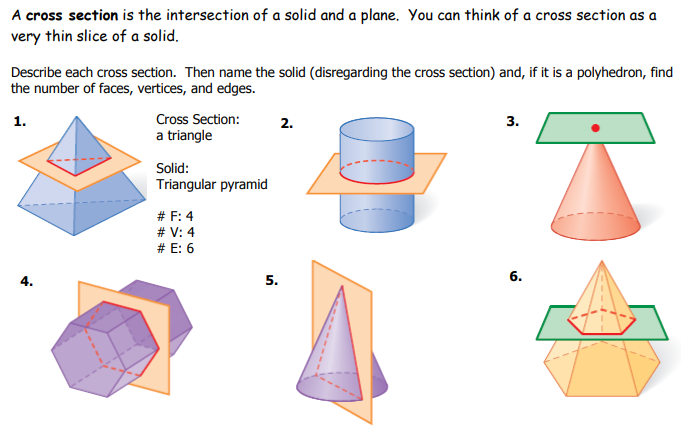 A cross section is the intersection of a solid and a plane.  You can think of a cross section as a
very thin slice of a solid.
Describe each cross section.  Then name the solid (disregarding the cross section) and, if it is a polyhedron, find
the number of faces, vertices, and edges.
1.
Cross Section:
a triangle
Solid:
Triangular pyramid
# F: 4
# V: 4
# E: 6
2.
3.
4.
5.
6.